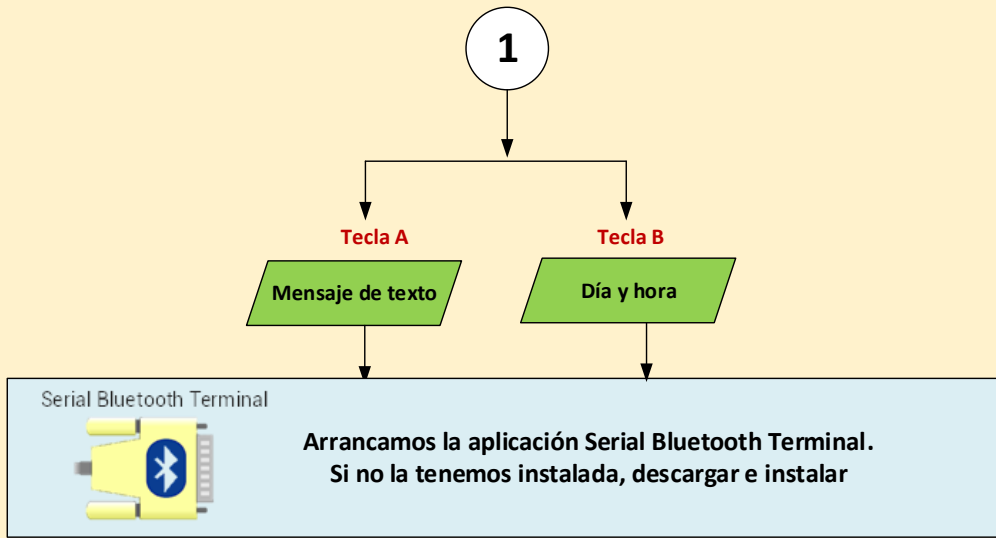 1
Tecla A
Tecla B
Mensaje de texto
Día y hora
Serial Bluetooth Terminal
Arrancamos la aplicación Serial Bluetooth Terminal.
Si no la tenemos instalada, descargar e instalar